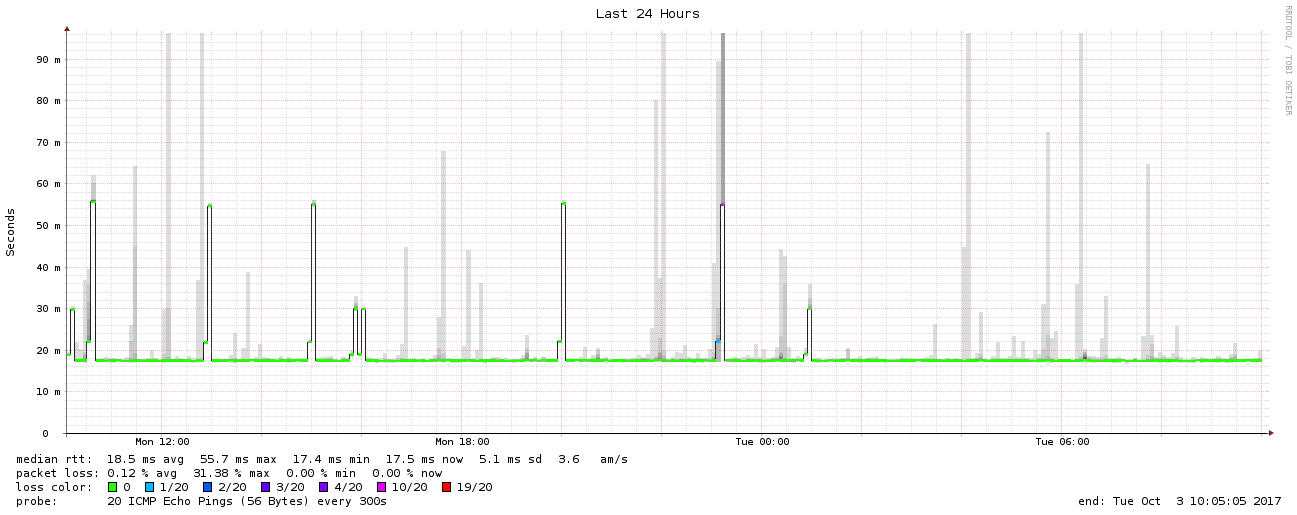 Last 24 Hours
RRDTOOL / TOBI OETIKER
Seconds
90 m
80 m
70 m
60 m
50 m
40 m
30 m
20 m
10 m
0
Mon 12:00 Mon 18:00 Tue 00:00 Tue 06:00
median rtt: 18.5 ms avg 55.7 ms max 17.4 ms min 17.5 ms now 5.1 ms sd 3.6 am/s
packet loss: 0.12 % avg 31.38 % max 0.00 % min 0.00 % now
loss color: 0 1/20 2/20 3/20 4/20 10/20 19/20
probe: 20 ICMP Echo Pings (56 Bytes) every 300s end: Tue Oct 3 10:05:05 2017